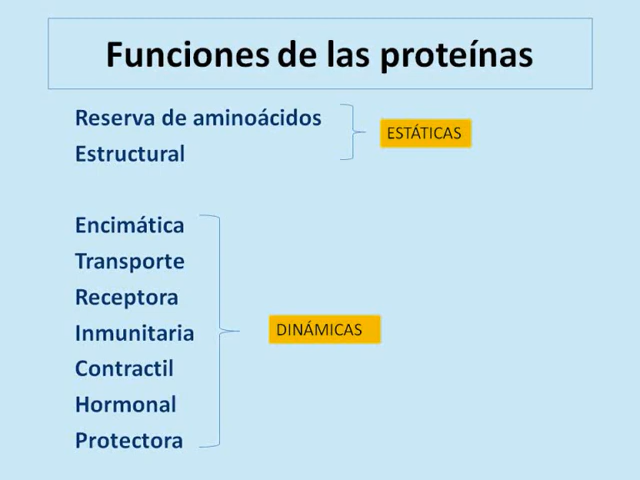 Funciones de las proteínas
Reserva de aminoácidos
Estructural
ESTÁTICAS
Encimática
Transporte
Receptora
Inmunitaria
Contractil
Hormonal
Protectora
DINÁMICAS